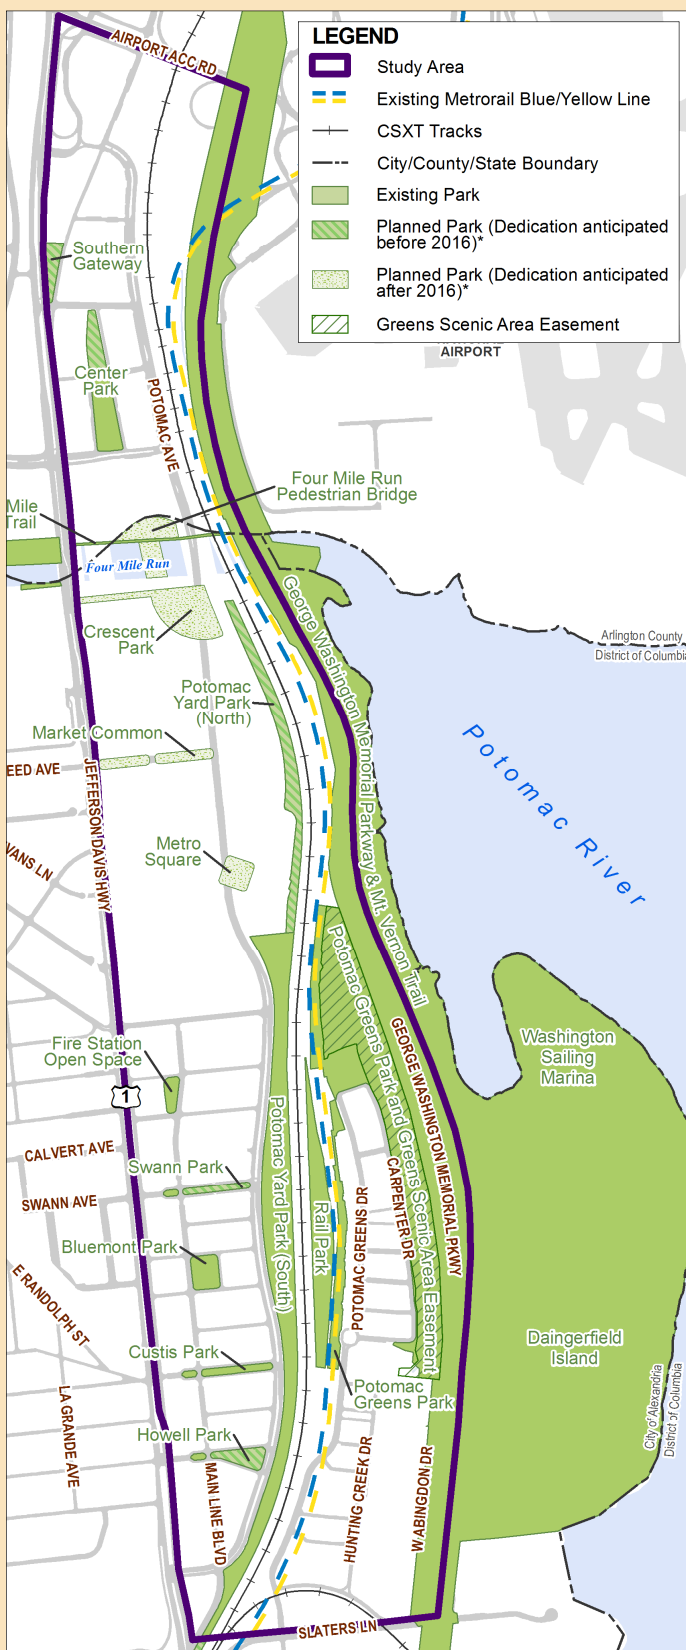 LEGEND
Study Area
Existing Metrorail Blue/Yellow Line
CSXT Tracks
City/County/State Boundary
Existing Park
Planned Park (Dedication anticipated
before 2016)*
Planned Park (Dedication anticipated
after 2016)*
Greens Scenic Area Easement
AIRPORT ACC RD
Southern
Gateway
AIRPORT
Center
Park
POTOMAC AVE
Four Mile Run
Pedestrian Bridge
Mile
Trail
Four Mile Run
Crescent
Park
Arlington County
District of Columbia
George Washington Memorial Parkway & Mt. Vernon Trail
Potomac
Yard Park
(North)
Market Common
EED AVE
JEFFERSON DAVIS HWY
Potomac River
Metro
Square
VANS LN
Potomac Greens Park and Greens Scenic Area Easement
GEORGE WASHINGTON MEMORIAL PKWY
Washington
Sailing
Marina
Fire Station
Open Space
1
CALVERT AVE
Swann Park
SWANN AVE
Potomac Yard Park (South)
Rail Park
POTOMAC GREENS DR
CARPENTER DR
Bluemont Park
E RANDOLPH ST
Custis Park
Daingerfield
Island
Potomac
Greens Park
City of Alexandria
District of Columbia
LA GRANDE AVE
Howell Park
MAIN LINE BLVD
HUNTING CREEK DR
W ABINGDON DR
SLATERS LN